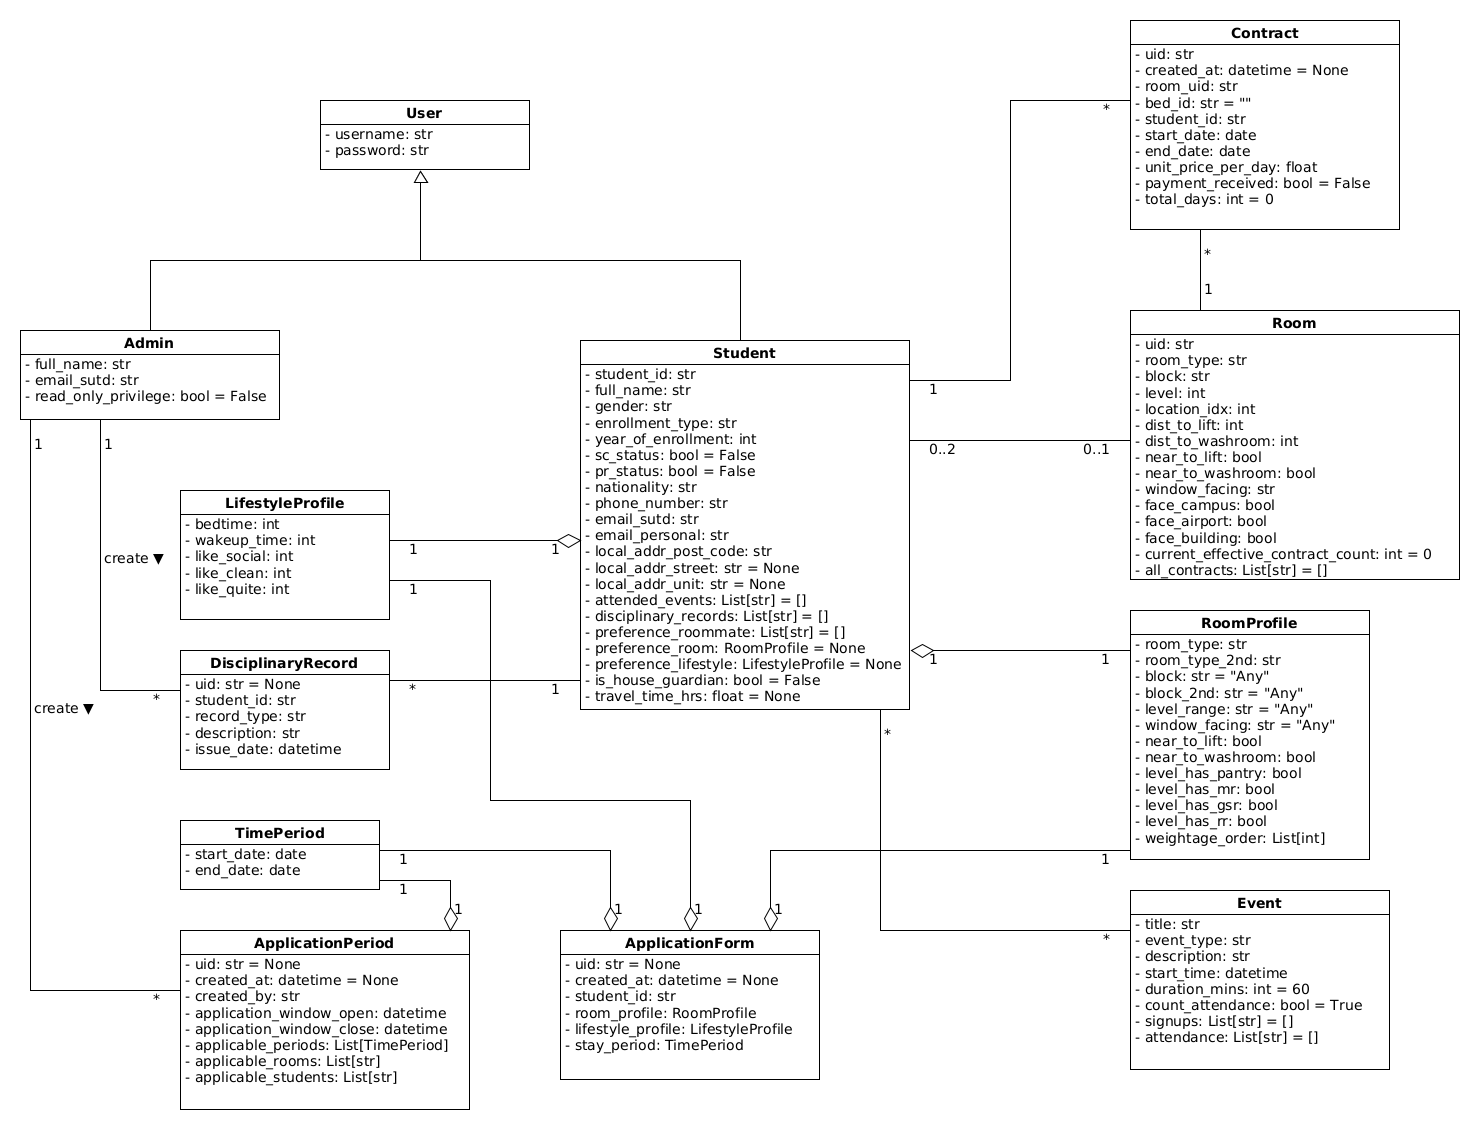 Contract
- uid: str
- created_at: datetime = None
- room_uid: str
- bed_id: str = ""
- student_id: str
- start_date: date
- end_date: date
- unit_price_per_day: float
- payment_received: bool = False
- total_days: int = 0
User
- username: str
- password: str
*
*
1
Admin
- full_name: str
- email_sutd: str
- read_only_privilege: bool = False
1
1
create ▼
create ▼
*
*
Student
- student_id: str
- full_name: str
- gender: str
- enrollment_type: str
- year_of_enrollment: int
- sc_status: bool = False
- pr_status: bool = False
- nationality: str
- phone_number: str
- email_sutd: str
- email_personal: str
- local_addr_post_code: str
- local_addr_street: str = None
- local_addr_unit: str = None
- attended_events: List[str] = []
- disciplinary_records: List[str] = []
- preference_roommate: List[str] = []
- preference_room: RoomProfile = None
- preference_lifestyle: LifestyleProfile = None
- is_house_guardian: bool = False
- travel_time_hrs: float = None
1
0..2
0..1
Room
- uid: str
- room_type: str
- block: str
- level: int
- location_idx: int
- dist_to_lift: int
- dist_to_washroom: int
- near_to_lift: bool
- near_to_washroom: bool
- window_facing: str
- face_campus: bool
- face_airport: bool
- face_building: bool
- current_effective_contract_count: int = 0
- all_contracts: List[str] = []
LifestyleProfile
- bedtime: int
- wakeup_time: int
- like_social: int
- like_clean: int
- like_quite: int
1
1
1
DisciplinaryRecord
- uid: str = None
- student_id: str
- record_type: str
- description: str
- issue_date: datetime
*
1
1
1
*
RoomProfile
- room_type: str
- room_type_2nd: str
- block: str = "Any"
- block_2nd: str = "Any"
- level_range: str = "Any"
- window_facing: str = "Any"
- near_to_lift: bool
- near_to_washroom: bool
- level_has_pantry: bool
- level_has_mr: bool
- level_has_gsr: bool
- level_has_rr: bool
- weightage_order: List[int]
1
TimePeriod
- start_date: date
- end_date: date
1
1
1
1
1
1
ApplicationPeriod
- uid: str = None
- created_at: datetime = None
- created_by: str
- application_window_open: datetime
- application_window_close: datetime
- applicable_periods: List[TimePeriod]
- applicable_rooms: List[str]
- applicable_students: List[str]
ApplicationForm
- uid: str = None
- created_at: datetime = None
- student_id: str
- room_profile: RoomProfile
- lifestyle_profile: LifestyleProfile
- stay_period: TimePeriod
*
Event
- title: str
- event_type: str
- description: str
- start_time: datetime
- duration_mins: int = 60
- count_attendance: bool = True
- signups: List[str] = []
- attendance: List[str] = []